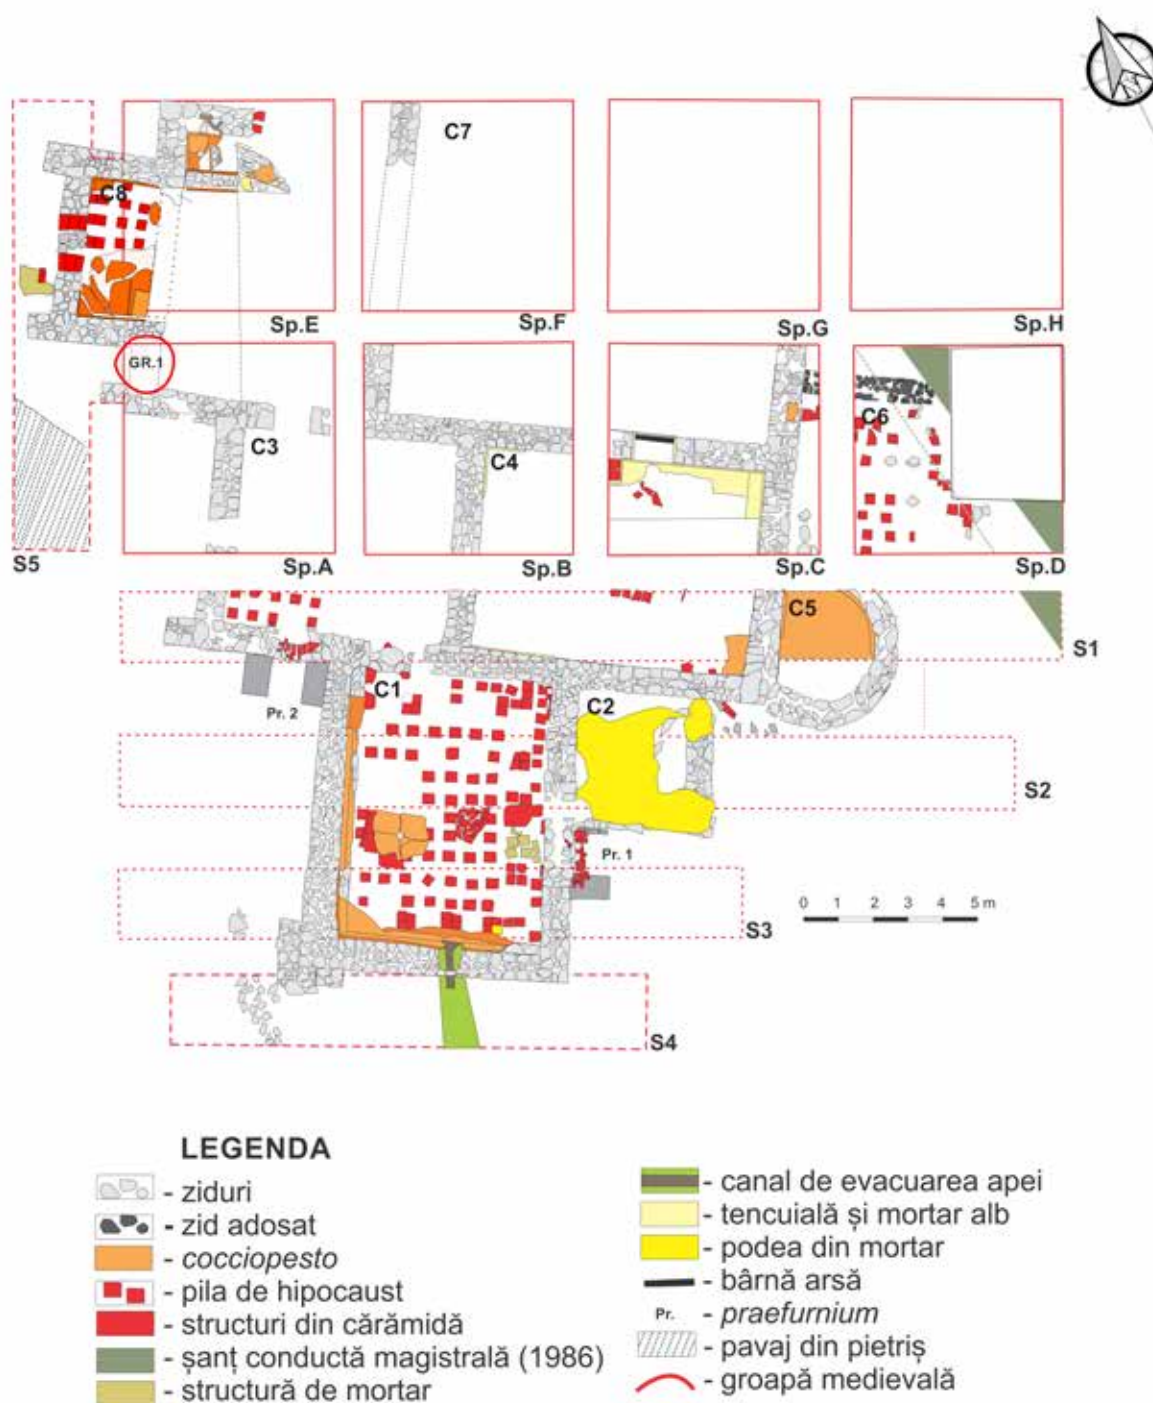 C7
C8
Sp.E
Sp.F
Sp.G
Sp.H
GR.1
C3
C4
C6
S5
Sp.A
Sp.B
Sp.C
Sp.D
C5
S1
C1
Pr. 2
C2
S2
Pr. 1
0 1 2 3 4 5 m
S3
S4
LEGENDA
- ziduri
- zid adosat
- cocciopesto
- pila de hipocaust
- structuri din cărămidă
- șanț conductă magistrală (1986)
- structură de mortar
- canal de evacuarea apei
- tencuială și mortar alb
- podea din mortar
- bârnă arsă
Pr. - praefurnium
- pavaj din pietriș
- groapă medievală